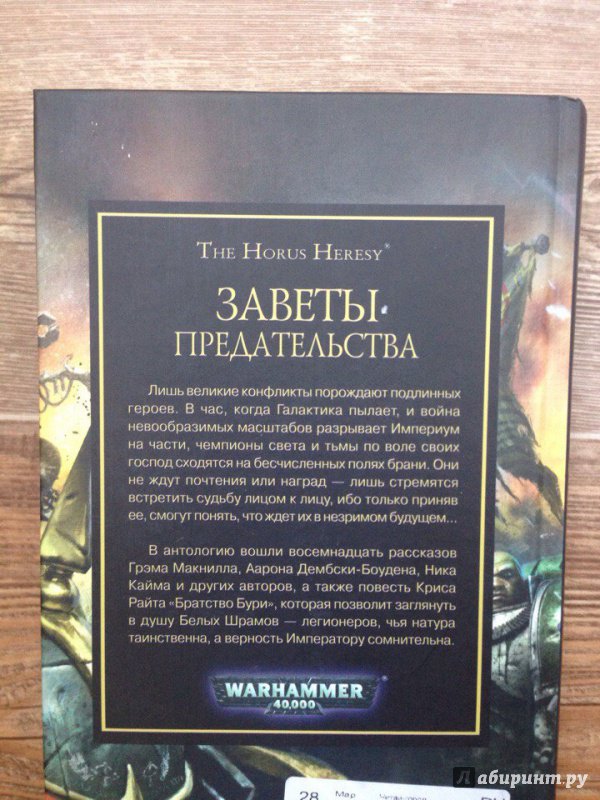 THE HORUS HERESY®
ЗАВЕТЫ
ПРЕДАТЕЛЬСТВА
Лишь великие конфликты порождают подлинных
героев. В час, когда Галактика пылает, и война
невообразимых масштабов разрывает Империум
на части, чемпионы света и тьмы по воле своих
господ сходятся на бесчисленных полях брани. Они
не ждут почтения или наград — лишь стремятся
встретить судьбу лицом к лицу, ибо только приняв
ее, смогут понять, что ждет их в незримом будущем...
В антологию вошли восемнадцать рассказов
Грэма Макнилла, Аарона Дембски-Боудена, Ника
Кайма и других авторов, а также повесть Криса
Райта «Братство Бури», которая позволит заглянуть
в душу Белых Шрамов — легионеров, чья натура
таинственна, а верность Императору сомнительна.
WARHAMMER
40,000
28 Мар
Лабиринт.ру